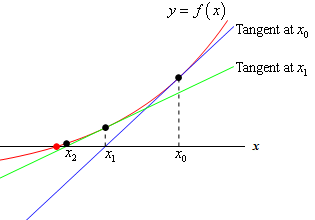 y = f(x)
Tangent at x₀
Tangent at x₁
x₂ x₁ x₀ x